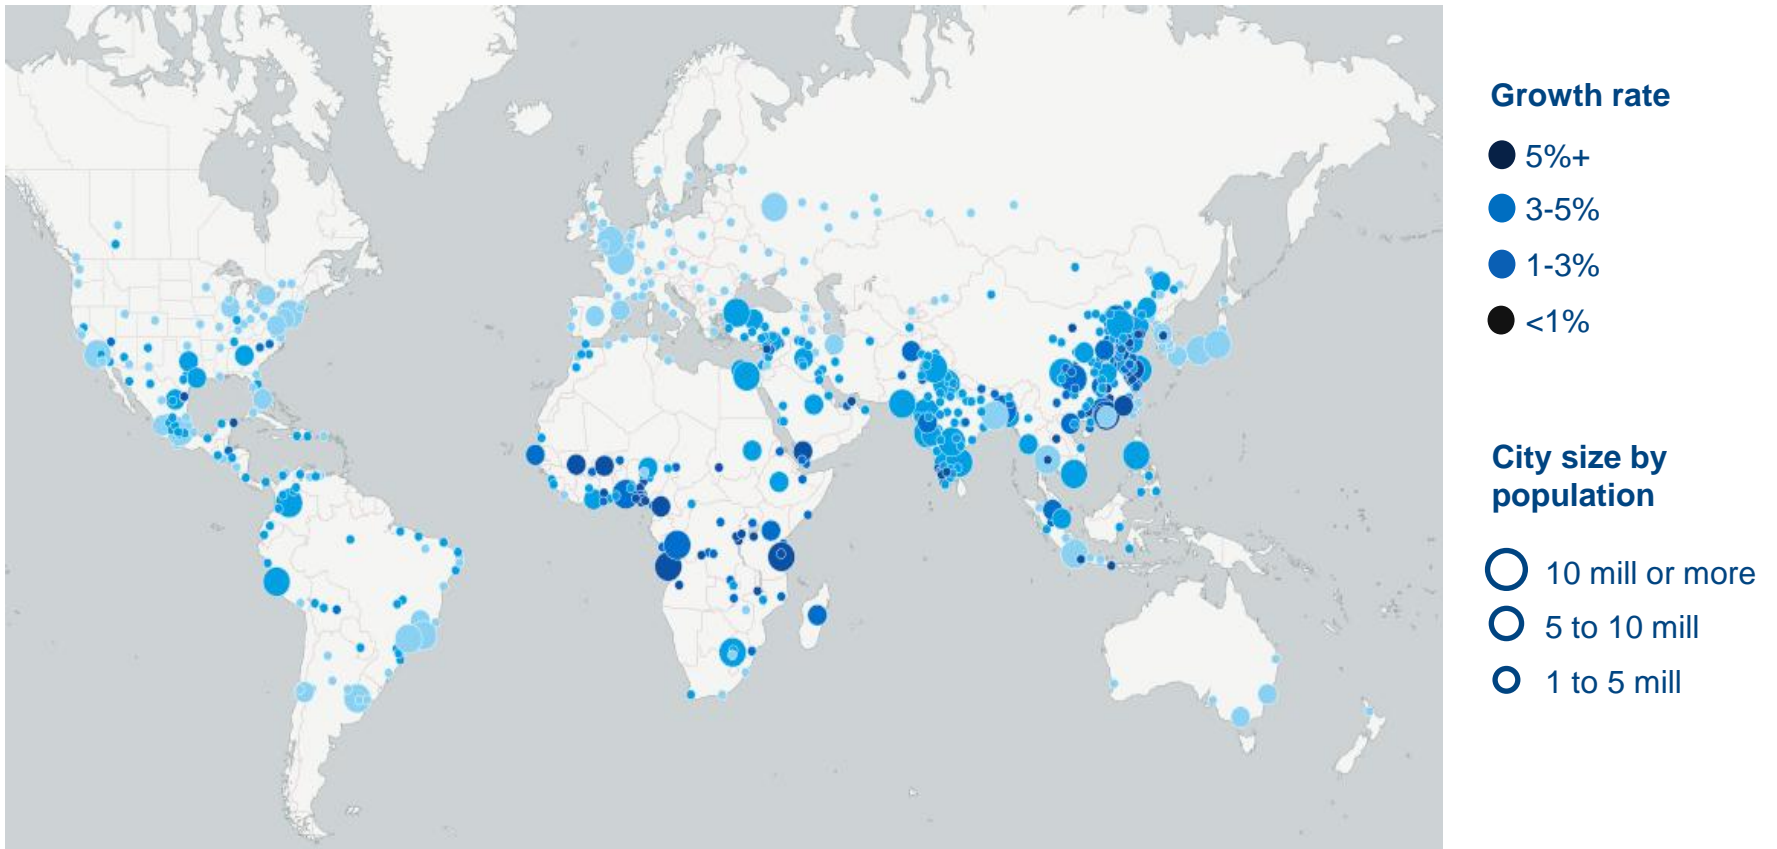 Growth rate
5%+
3-5%
1-3%
<1%
City size by
population
10 mill or more
5 to 10 mill
1 to 5 mill